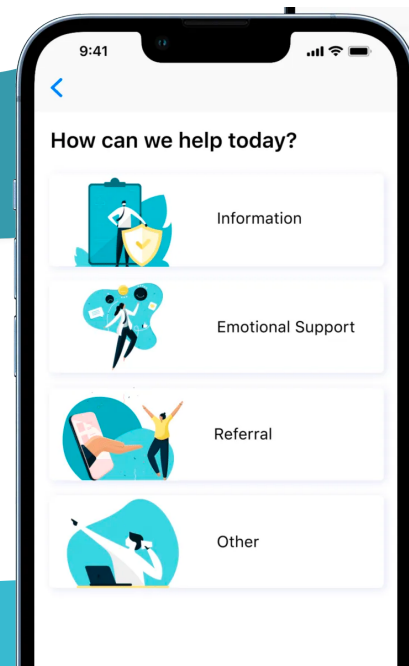 9:41
How can we help today?
Information
Emotional Support
Referral
Other